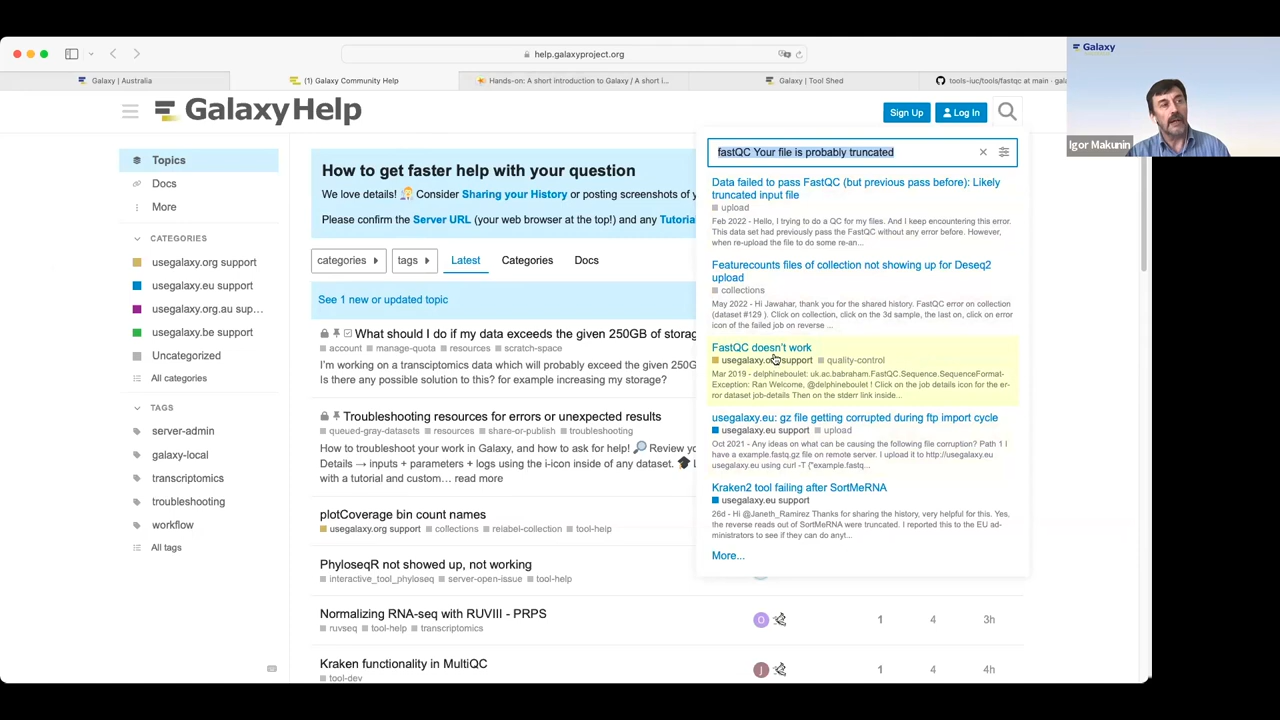 help.galaxyproject.org
Galaxy | Australia
(1) Galaxy Community Help
Hands-on: A short introduction to Galaxy / A short i...
Galaxy | Tool Shed
tools-iuc/tools/fastqc at main · gal
Galaxy
Igor Makunin
GalaxyHelp
Sign Up
Log In
Topics
Docs
More
CATEGORIES
usegalaxy.org support
usegalaxy.eu support
usegalaxy.org.au sup...
usegalaxy.be support
Uncategorized
All categories
TAGS
server-admin
galaxy-local
transcriptomics
troubleshooting
workflow
All tags
How to get faster help with your question
We love details! Consider Sharing your History or posting screenshots of y
Please confirm the Server URL (your web browser at the top!) and any Tutoria
categories
tags
Latest
Categories
Docs
See 1 new or updated topic
What should I do if my data exceeds the given 250GB of storag
account manage-quota resources scratch-space
I'm working on a transciptomics data which will probably exceed the given 250G
Is there any possible solution to this? for example increasing my storage?
Troubleshooting resources for errors or unexpected results
queued-gray-datasets resources share-or-publish troubleshooting
How to troubleshoot your work in Galaxy, and how to ask for help! Review yo
Details → inputs + parameters + logs using the i-icon inside of any dataset.
with a tutorial and custom... read more
plotCoverage bin count names
usegalaxy.org support collections relabel-collection tool-help
PhyloseqR not showed up, not working
interactive_tool_phyloseq server-open-issue tool-help
Normalizing RNA-seq with RUVIII - PRPS
ruvseq tool-help transcriptomics
O 1 4 3h
Kraken functionality in MultiQC
tool-dev
J 1 4 4h
fastQC Your file is probably truncated
Data failed to pass FastQC (but previous pass before): Likely
truncated input file
upload
Feb 2022 - Hello, I trying to do a QC for my files. And I keep encountering this error.
This data set had previously pass the FastQC without any error before. However,
when re-upload the file to do some re-an...
Featurecounts files of collection not showing up for Deseq2
upload
collections
May 2022 - Hi Jawahar, thank you for the shared history. FastQC error on collection
(dataset #129 ). Click on collection, click on the 3d sample, the last on, click on error
icon of the failed job on reverse ...
FastQC doesn't work
usegalaxy.org support quality-control
Mar 2019 - delphineboulet: uk.ac.babraham.FastQC.Sequence.SequenceFormat-
Exception: Ran Welcome, @delphineboulet ! Click on the job details icon for the er-
ror dataset job-details Then on the stderr link inside...
usegalaxy.eu: gz file getting corrupted during ftp import cycle
usegalaxy.eu support upload
Oct 2021 - Any ideas on what can be causing the following file corruption? Path 1 I
have a example.fastq.gz file on remote server. I upload it to http://usegalaxy.eu
usegalaxy.eu using curl -T {"example.fastq...
Kraken2 tool failing after SortMeRNA
usegalaxy.eu support
26d - Hi @Janeth_Ramirez Thanks for sharing the history, very helpful for this. Yes,
the reverse reads out of SortMeRNA were truncated. I reported this to the EU ad-
ministrators to see if they can do anyt...
More...